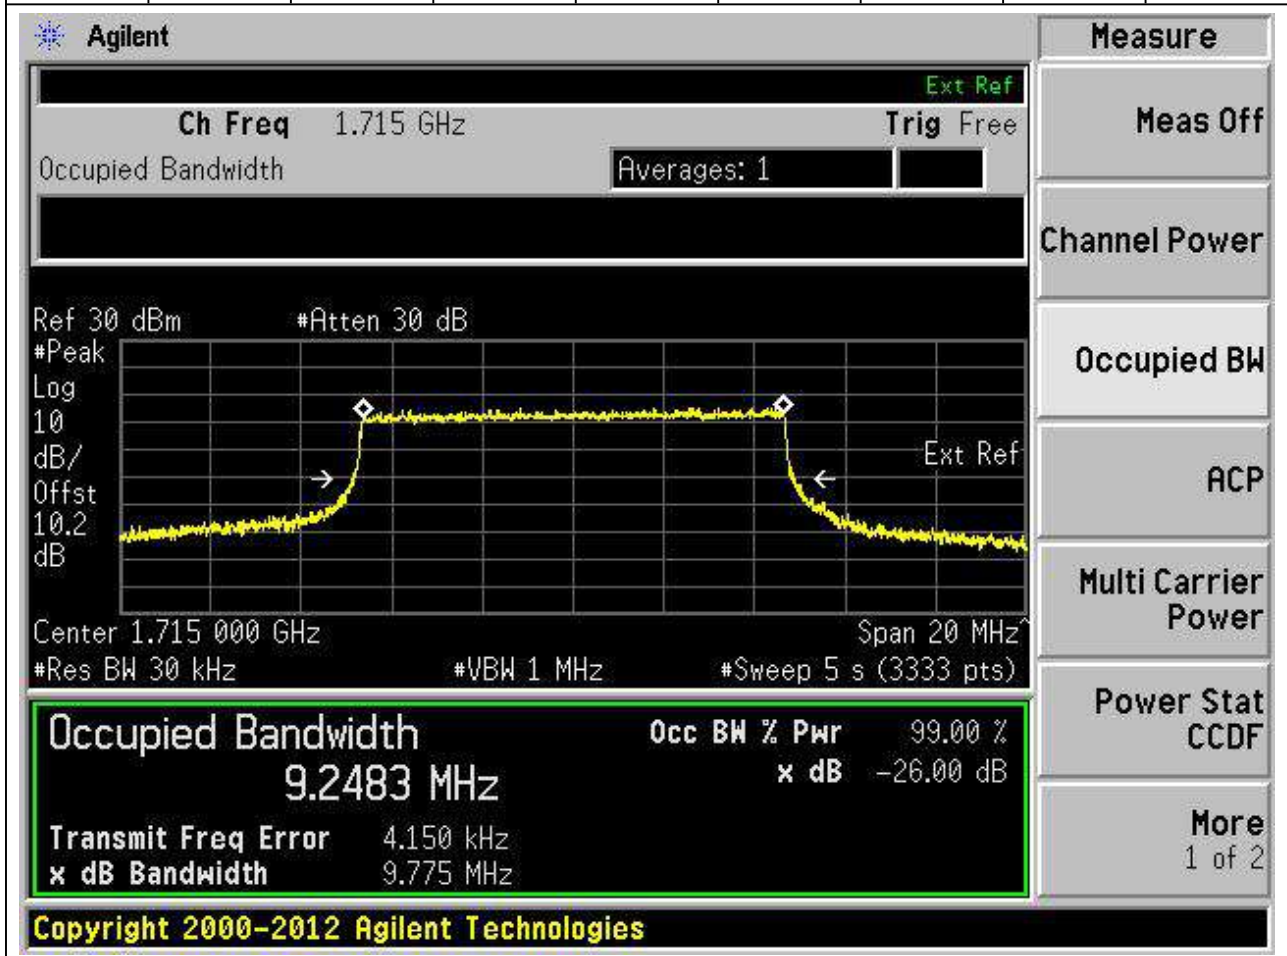 Agilent
Measure
Ext Ref
Ch Freq 1.715 GHz Trig Free
Meas Off
Occupied Bandwidth Averages: 1
Channel Power
Ref 30 dBm #Atten 30 dB
#Peak
Log
10
dB/
Offst
10.2
dB
Ext Ref
Occupied BW
ACP
Center 1.715 000 GHz Span 20 MHz^
#Res BW 30 kHz #VBW 1 MHz #Sweep 5 s (3333 pts)
Multi Carrier
Power
Occupied Bandwidth Occ BW % Pwr 99.00 %
9.2483 MHz x dB -26.00 dB
Power Stat
CCDF
Transmit Freq Error 4.150 kHz
x dB Bandwidth 9.775 MHz
More
1 of 2
Copyright 2000-2012 Agilent Technologies